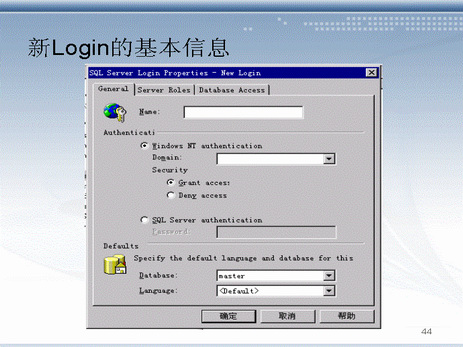 新Login的基本信息
SQL Server Login Properties - New Login
General Server Roles Database Access
Name:
Authenticati
Windows NT authentication
Domain:
Security
Grant access
Deny access
SQL Server authentication
Password:
Defaults
Specify the default language and database for this
Database: master
Language: <Default>
确定 取消 帮助
44